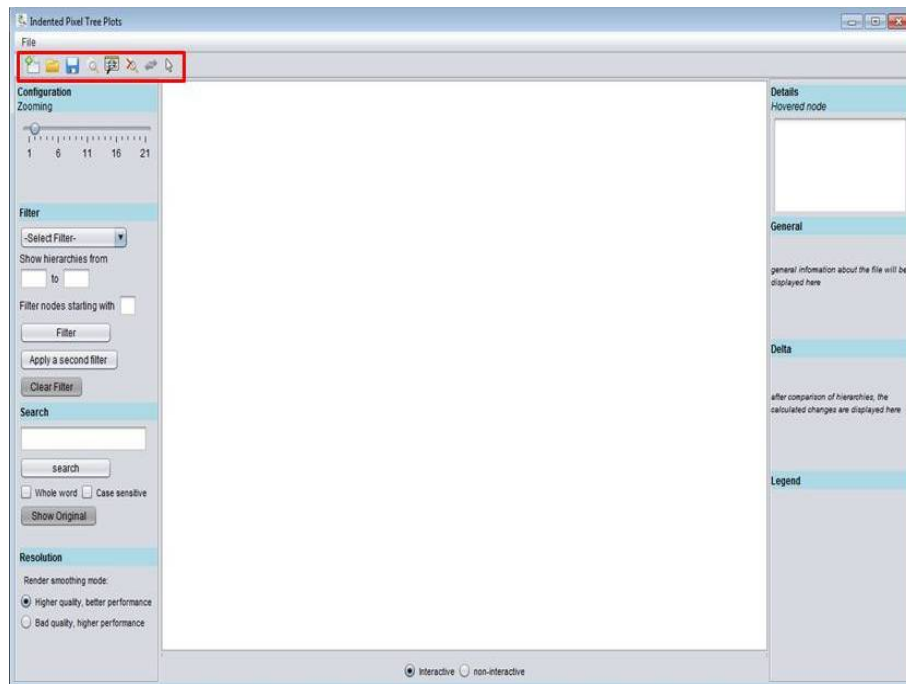 Indented Pixel Tree Plots
File
Configuration
Zooming
1 6 11 16 21
Filter
-Select Filter-
Show hierarchies from
to
Filter nodes starting with
Filter
Apply a second filter
Clear Filter
Search
search
Whole word Case sensitive
Show Original
Resolution
Render smoothing mode:
Higher quality, better performance
Bad quality, higher performance
Interactive non-interactive
Details
Hovered node
General
general infomation about the file will be
displayed here
Delta
after comparison of hierarchies, the
calculated changes are displayed here
Legend